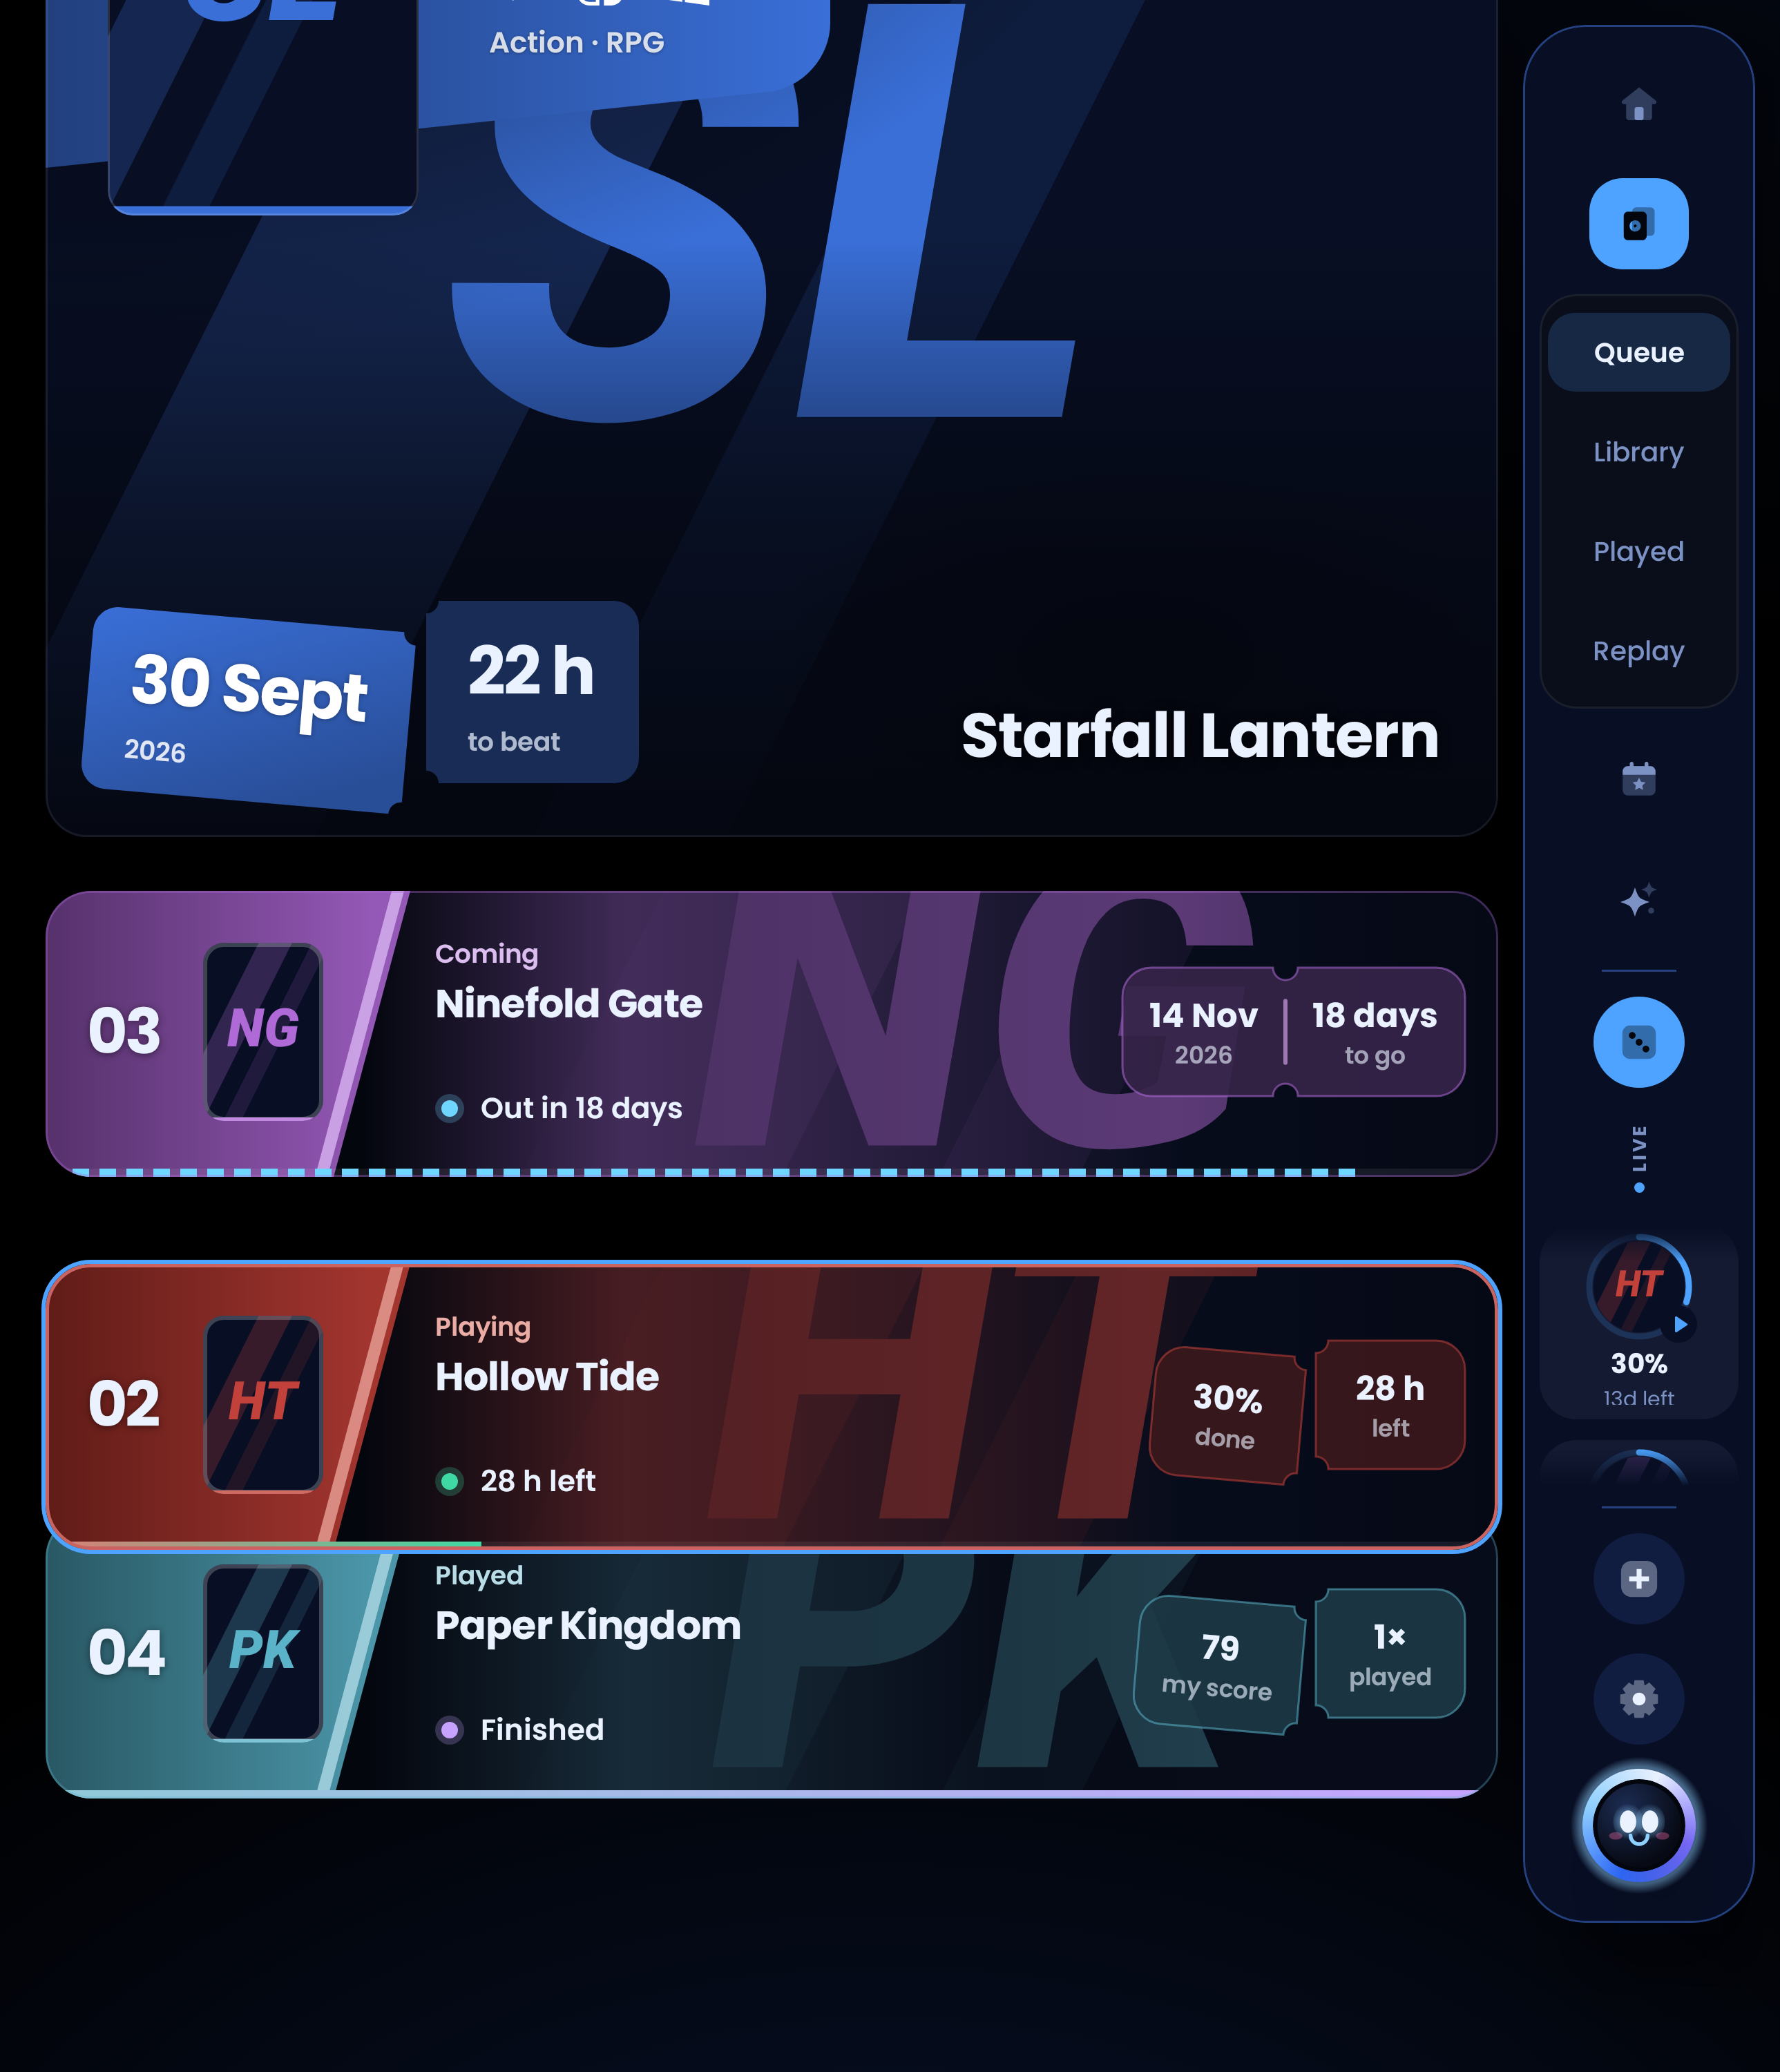 Action · RPG
SL
30 Sept
2026
22 h
to beat
Starfall Lantern
03
NG
Coming
Ninefold Gate
Out in 18 days
NG
14 Nov
2026
18 days
to go
02
HT
Playing
Hollow Tide
28 h left
HT
30%
done
28 h
left
04
PK
Played
Paper Kingdom
Finished
PK
79
my score
1×
played
Queue
Library
Played
Replay
LIVE
HT
30%
13d left